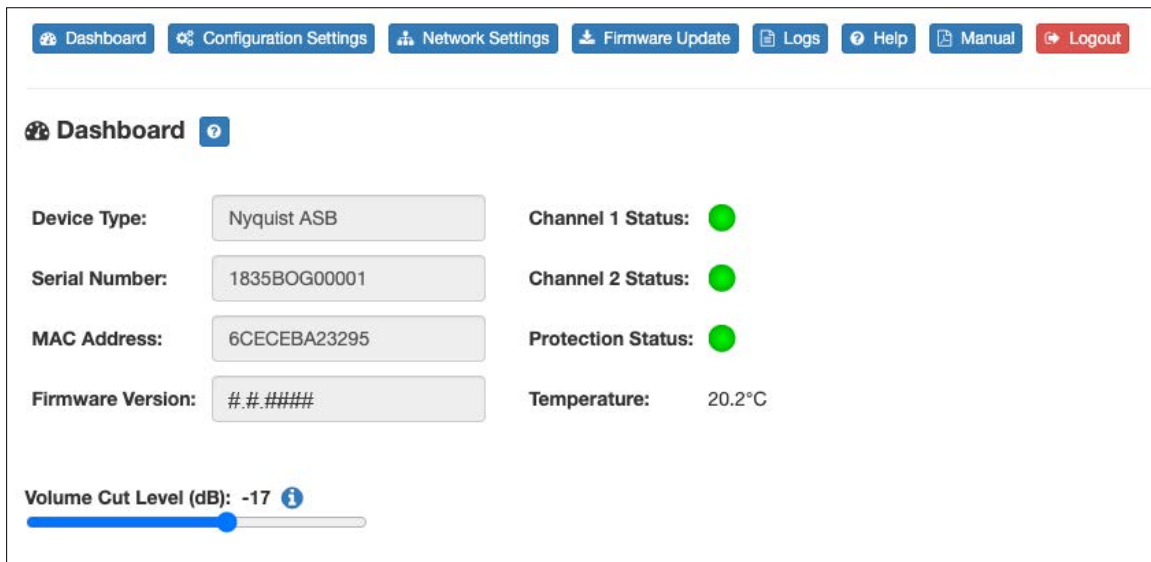 Dashboard Configuration Settings Network Settings Firmware Update Logs Help Manual Logout
Dashboard
Device Type: Nyquist ASB Channel 1 Status:
Serial Number: 1835BOG00001 Channel 2 Status:
MAC Address: 6CECEBA23295 Protection Status:
Firmware Version: #.#.#### Temperature: 20.2°C
Volume Cut Level (dB): -17